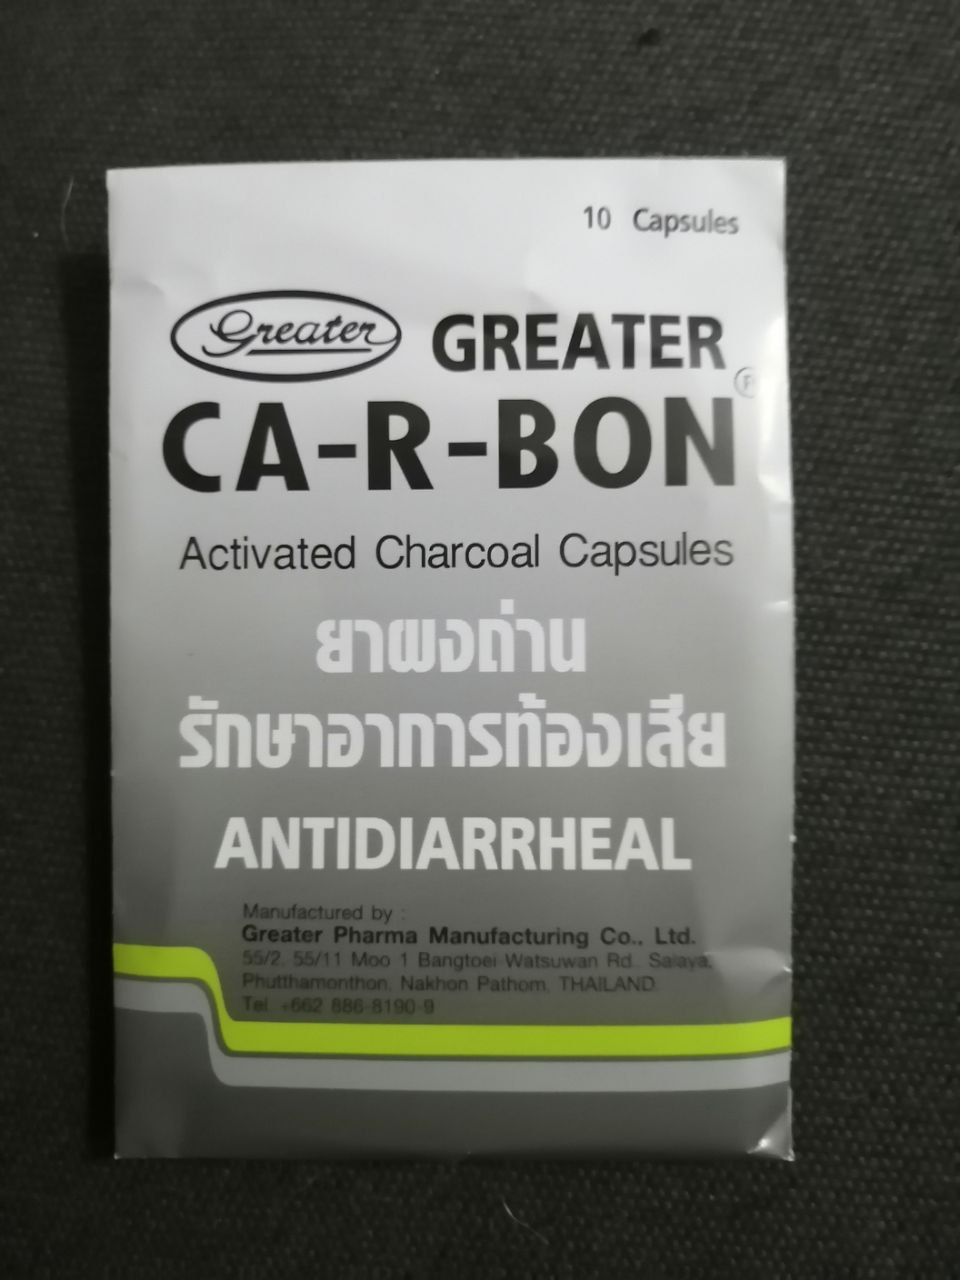 10 Capsules
Greater GREATER
CA-R-BON®
Activated Charcoal Capsules
ยาผงถ่าน
รักษาอาการท้องเสีย
ANTIDIARRHEAL
Manufactured by :
Greater Pharma Manufacturing Co., Ltd.
55/2, 55/11 Moo 1 Bangtoei-Watsuwan Rd., Salaya,
Phutthamonthon, Nakhon Pathom, THAILAND.
Tel. +662 886-8190-9